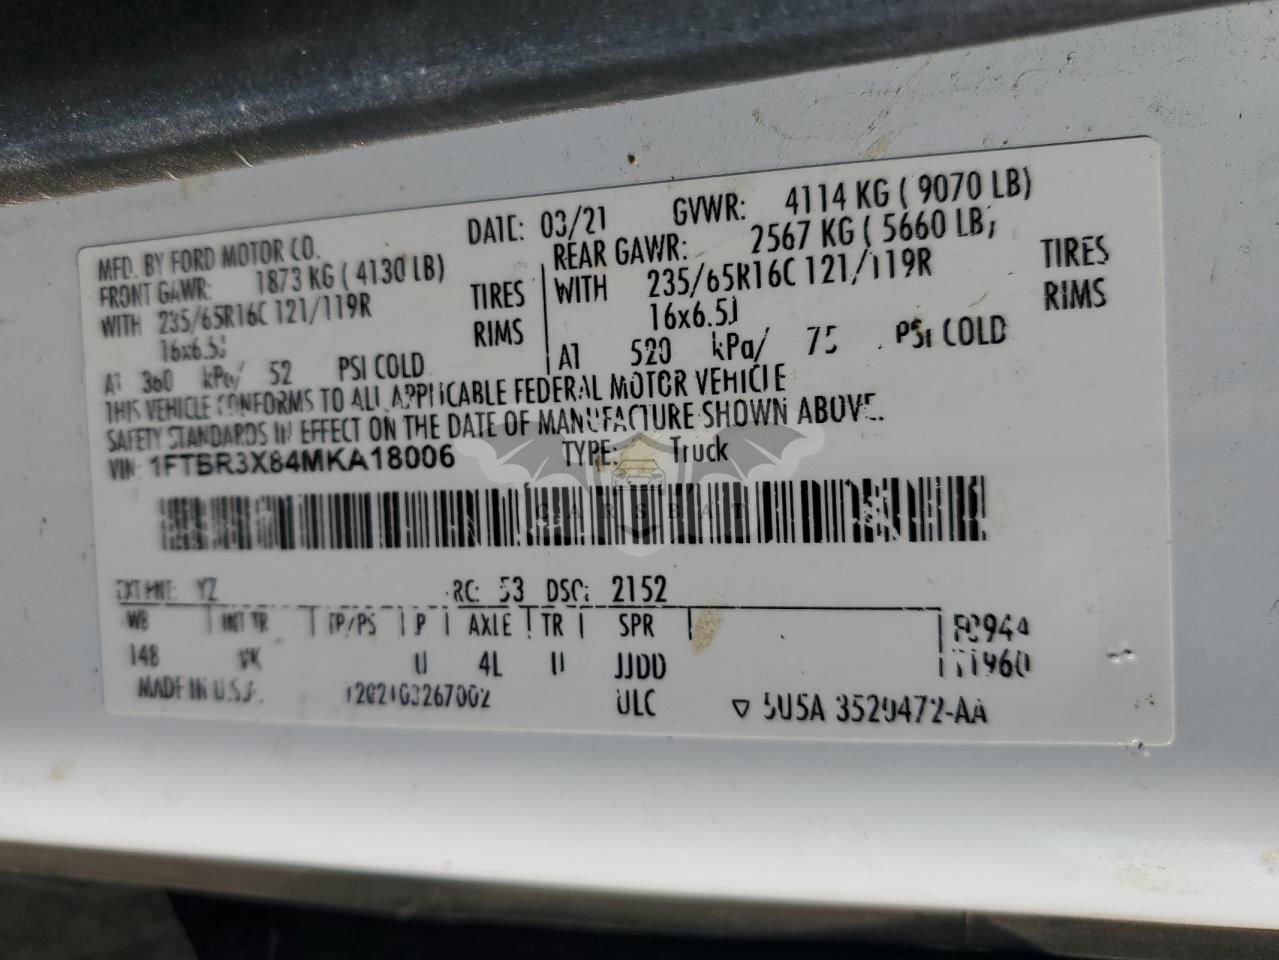 MFD. BY FORD MOTOR CO. DATE: 03/21 GVWR: 4114 KG ( 9070 LB)
FRONT GAWR: 1873 KG ( 4130 LB) REAR GAWR: 2567 KG ( 5660 LB)
WITH 235/65R16C 121/119R TIRES WITH 235/65R16C 121/119R TIRES
16x6.5J RIMS 16x6.5J RIMS
AT 360 kPa/ 52 PSI COLD AT 520 kPa/ 75 PSI COLD
THIS VEHICLE CONFORMS TO ALL APPLICABLE FEDERAL MOTOR VEHICLE
SAFETY STANDARDS IN EFFECT ON THE DATE OF MANUFACTURE SHOWN ABOVE.
VIN: 1FTBR3X84MKA18006 TYPE: Truck
CARSBAT
EXT PNT: YZ RC: 53 DSO: 2152
WB INT TR TP/PS P AXLE TR SPR
148 VK U 4L U JJDD
MADE IN U.S.A. ULC ▽ 5U5A 3520472-AA